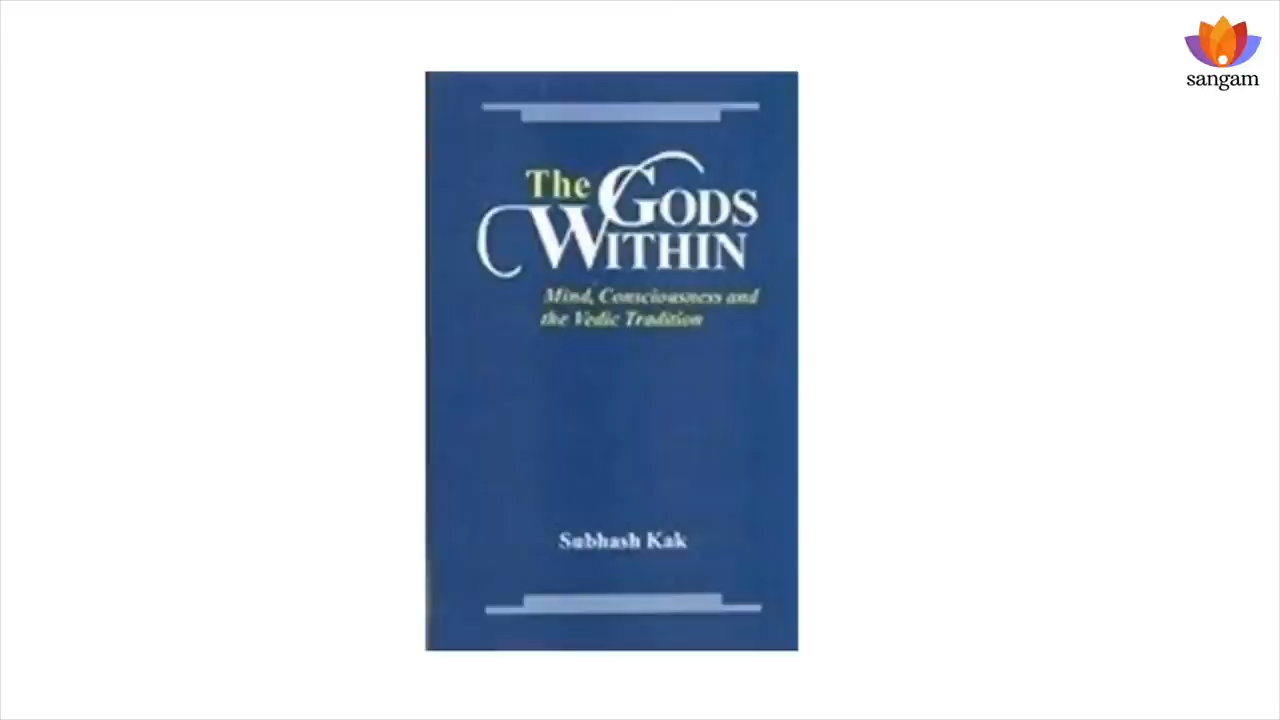 sangam
The GODS
WITHIN
Mind, Consciousness and
the Vedic Tradition
Subhash Kak